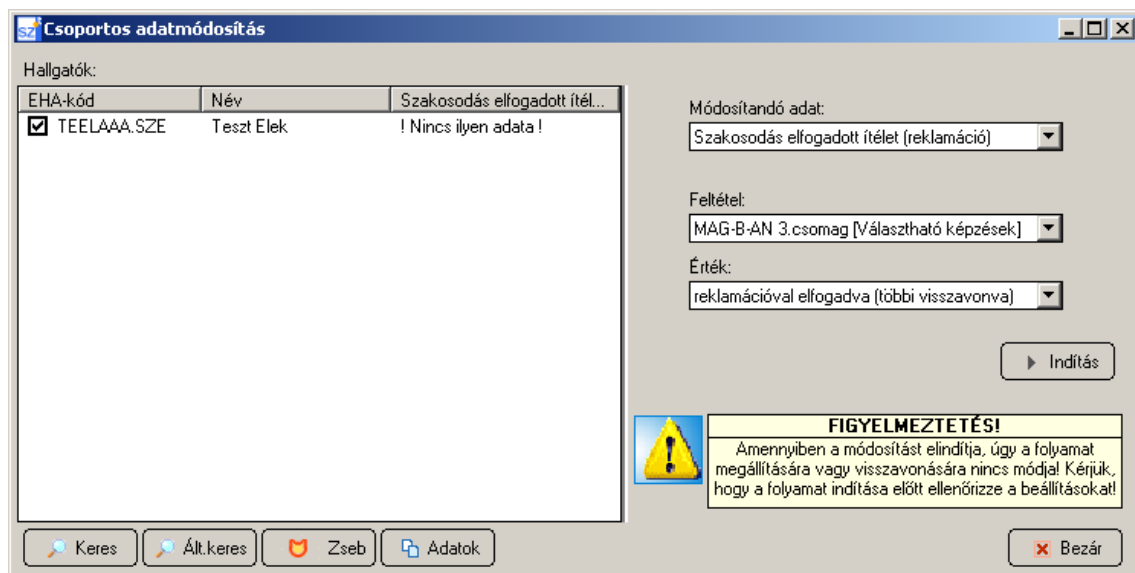 sz Csoportos adatmódosítás
Hallgatók:
EHA-kód Név Szakosodás elfogadott ítél...
TEELAAA.SZE Teszt Elek ! Nincs ilyen adata !
Módosítandó adat:
Szakosodás elfogadott ítélet (reklamáció)
Feltétel:
MAG-B-AN 3.csomag [Választható képzések]
Érték:
reklamációval elfogadva (többi visszavonva)
Indítás
FIGYELMEZTETÉS!
Amennyiben a módosítást elindítja, úgy a folyamat
megállítására vagy visszavonására nincs módja! Kérjük,
hogy a folyamat indítása előtt ellenőrizze a beállításokat!
Keres Ált.keres Zseb Adatok Bezár